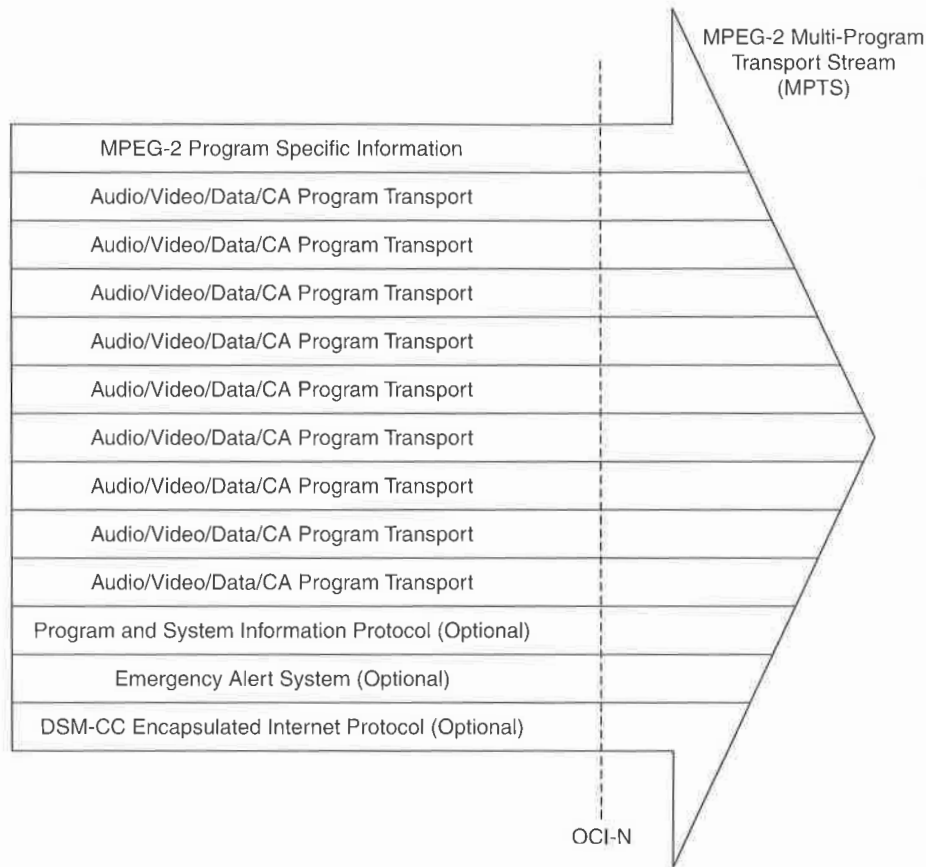 MPEG-2 Multi-Program
Transport Stream
(MPTS)
MPEG-2 Program Specific Information
Audio/Video/Data/CA Program Transport
Audio/Video/Data/CA Program Transport
Audio/Video/Data/CA Program Transport
Audio/Video/Data/CA Program Transport
Audio/Video/Data/CA Program Transport
Audio/Video/Data/CA Program Transport
Audio/Video/Data/CA Program Transport
Audio/Video/Data/CA Program Transport
Audio/Video/Data/CA Program Transport
Program and System Information Protocol (Optional)
Emergency Alert System (Optional)
DSM-CC Encapsulated Internet Protocol (Optional)
OCI-N